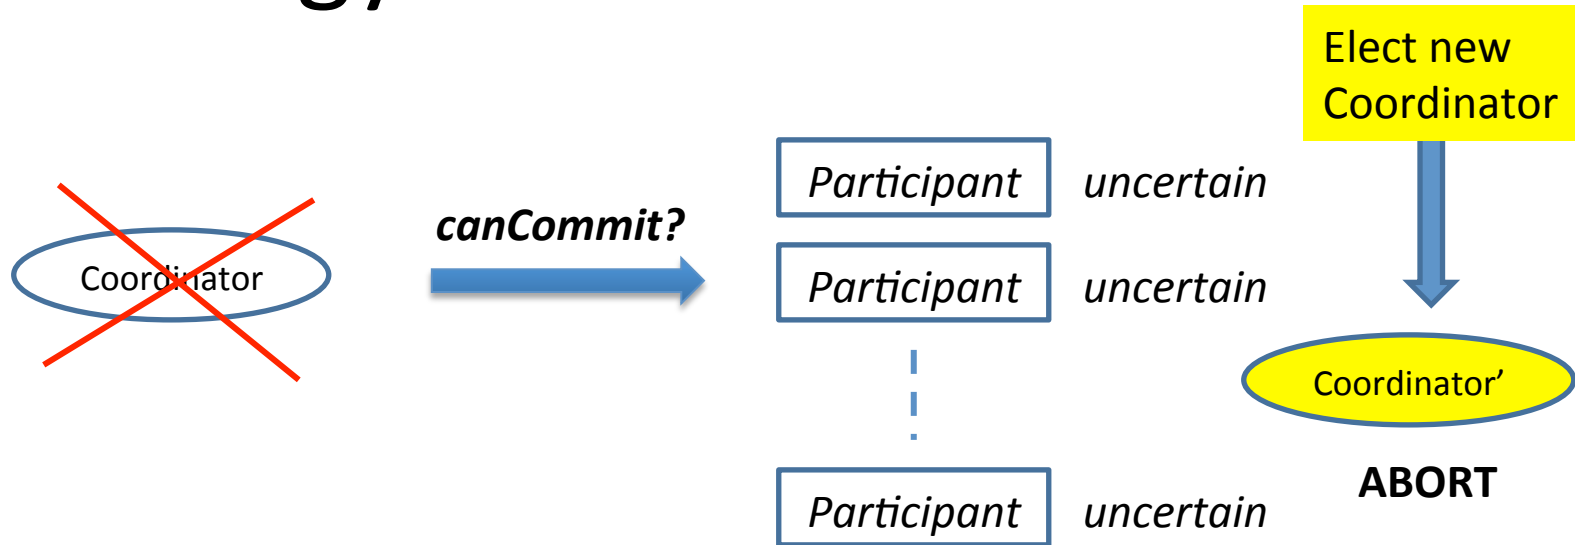 Elect new
Coordinator
Participant uncertain
canCommit?
Coordinator
Participant uncertain
Coordinator’
ABORT
Participant uncertain